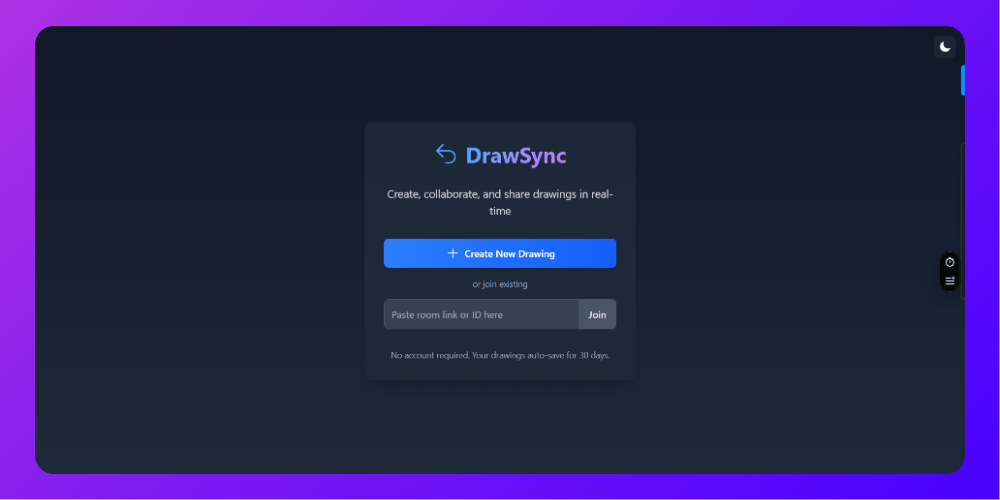 DrawSync
Create, collaborate, and share drawings in real-
time
Create New Drawing
or join existing
Paste room link or ID here
Join
No account required. Your drawings auto-save for 30 days.